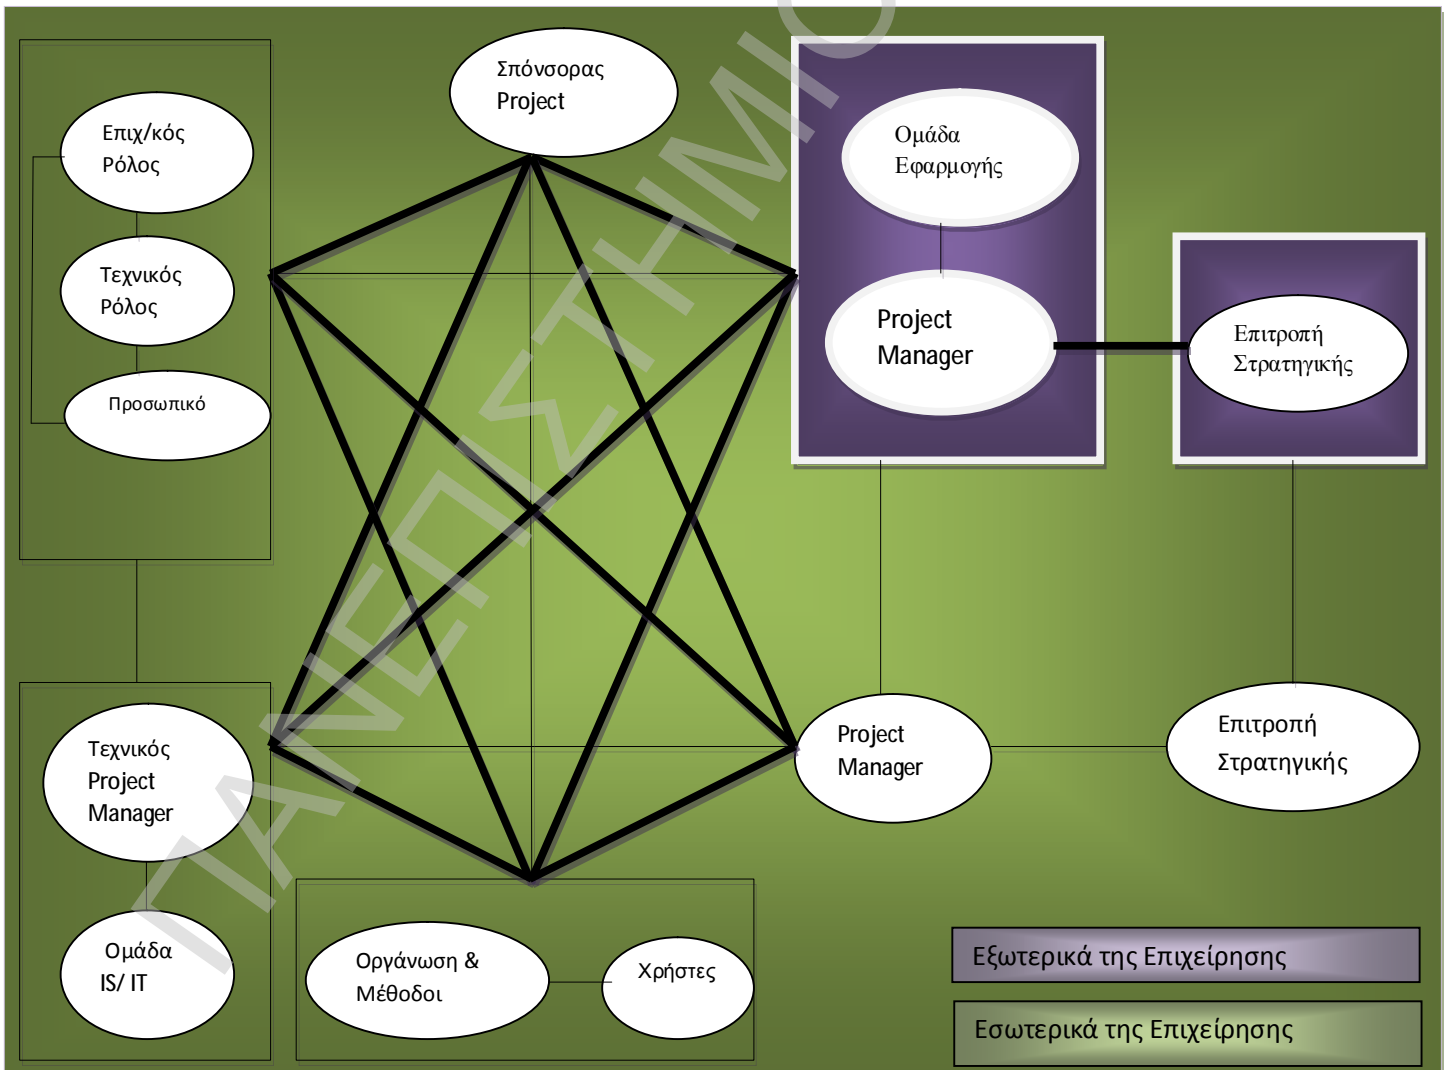 Σπόνσορας
Project
Επιχ/κός
Ρόλος
Τεχνικός
Ρόλος
Προσωπικό
Ομάδα
Εφαρμογής
Project
Manager
Επιτροπή
Στρατηγικής
Τεχνικός
Project
Manager
Ομάδα
IS/ IT
Project
Manager
Επιτροπή
Στρατηγικής
Οργάνωση &
Μέθοδοι
Χρήστες
Εξωτερικά της Επιχείρησης
Εσωτερικά της Επιχείρησης
ΠΑΝΕΠΙΣΤΗΜΙΟ